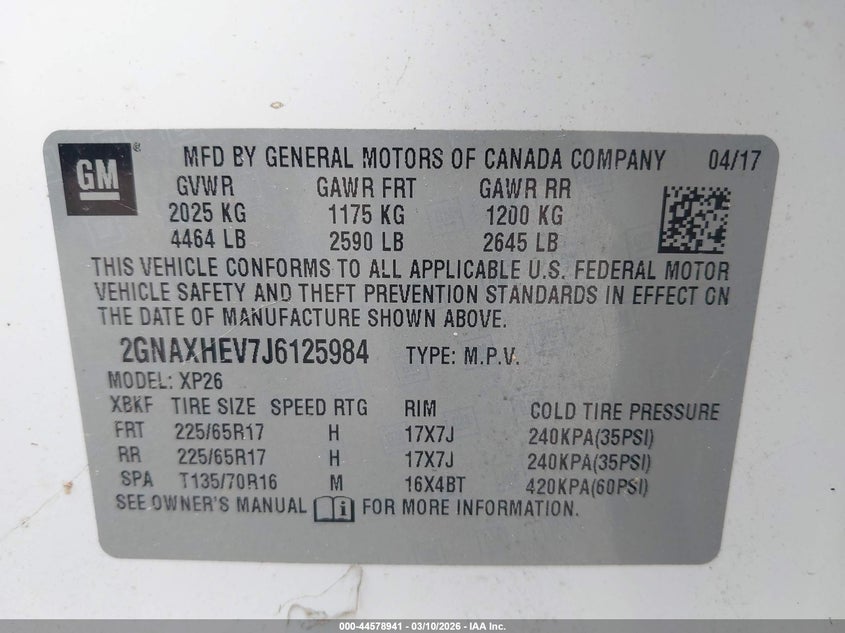 GM ® MFD BY GENERAL MOTORS OF CANADA COMPANY 04/17
GVWR GAWR FRT GAWR RR
2025 KG 1175 KG 1200 KG
4464 LB 2590 LB 2645 LB
THIS VEHICLE CONFORMS TO ALL APPLICABLE U.S. FEDERAL MOTOR
VEHICLE SAFETY AND THEFT PREVENTION STANDARDS IN EFFECT ON
THE DATE OF MANUFACTURE SHOWN ABOVE.
2GNAXHEV7J6125984 TYPE: M.P.V.
MODEL: XP26
XBKF TIRE SIZE SPEED RTG RIM COLD TIRE PRESSURE
FRT 225/65R17 H 17X7J 240KPA(35PSI)
RR 225/65R17 H 17X7J 240KPA(35PSI)
SPA T135/70R16 M 16X4BT 420KPA(60PSI)
SEE OWNER'S MANUAL i FOR MORE INFORMATION.
000-44578941 — 03/10/2026 — IAA Inc.